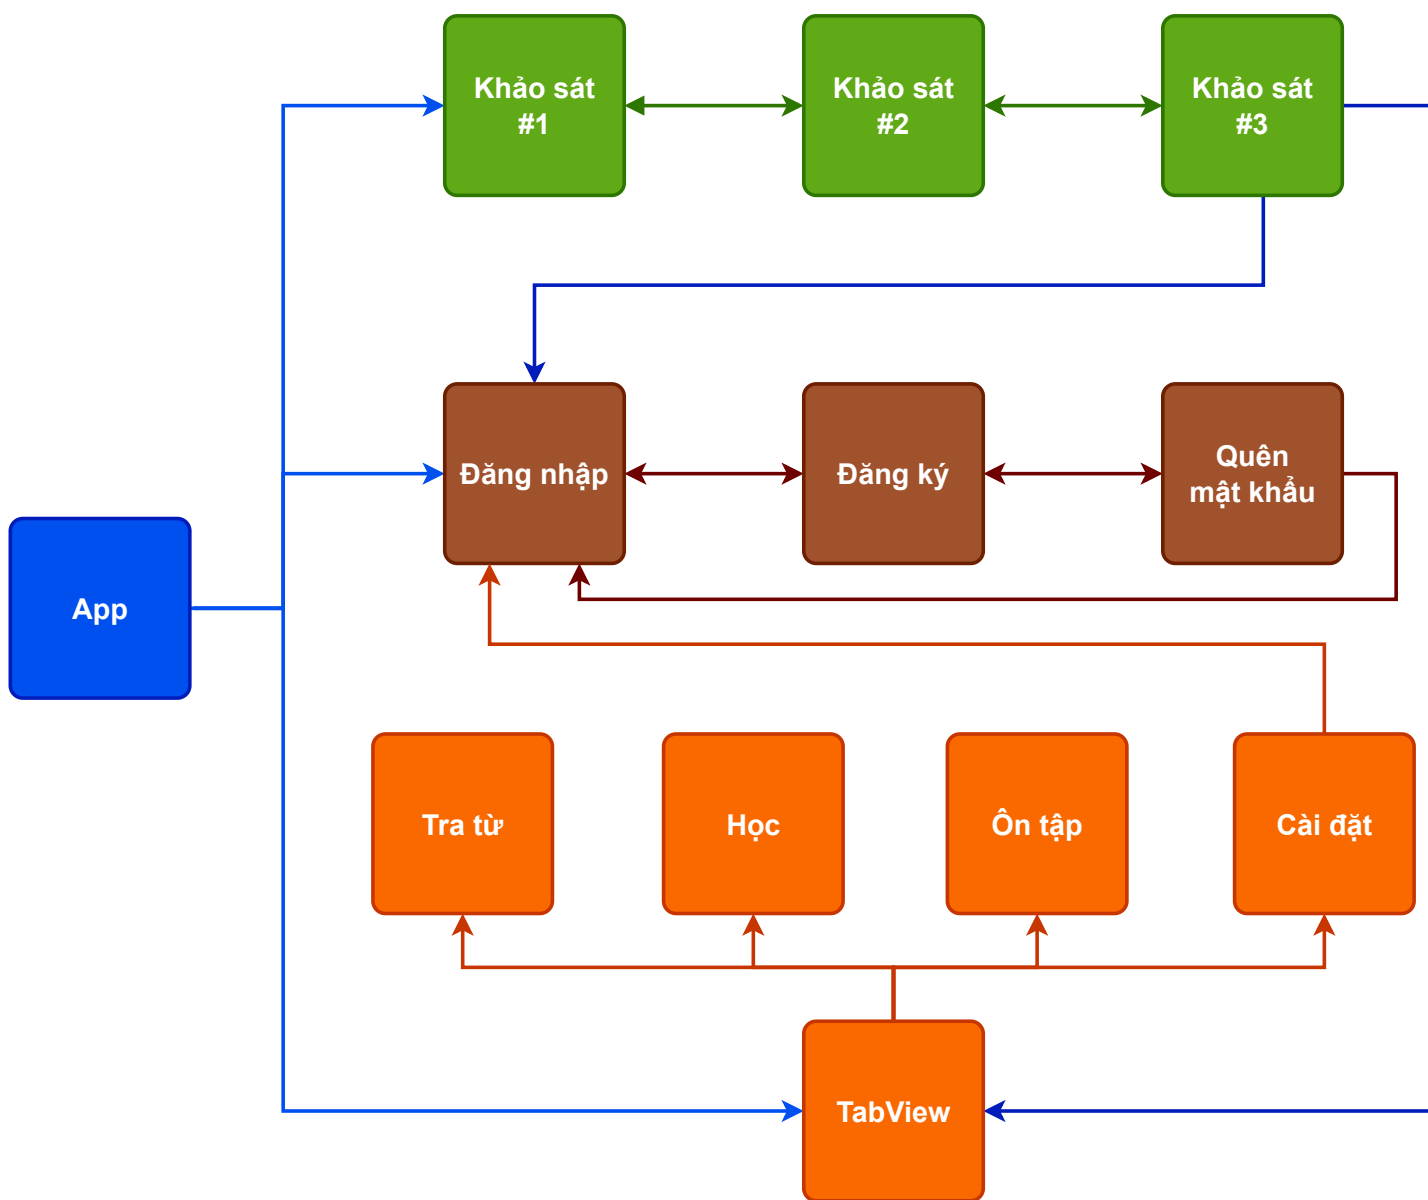 Khảo sát
#1
Khảo sát
#2
Khảo sát
#3
Đăng nhập
Đăng ký
Quên
mật khẩu
App
Tra từ
Học
Ôn tập
Cài đặt
TabView